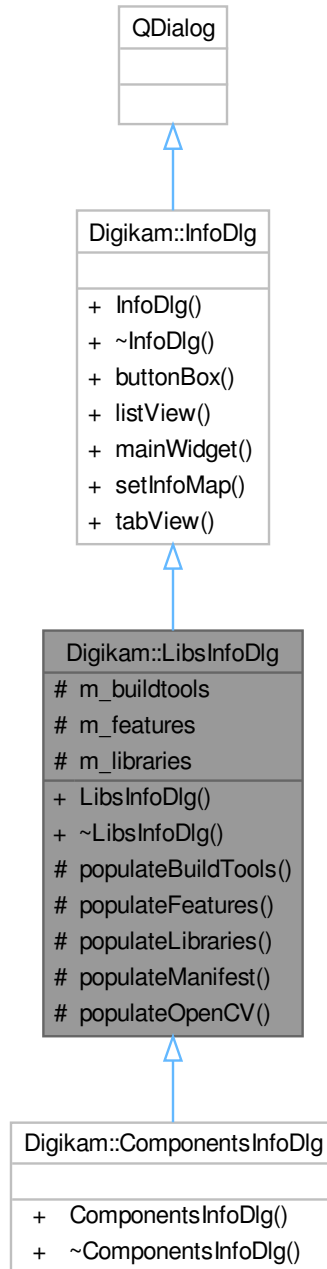 QDialog
Digikam::InfoDlg
+ InfoDlg()
+ ~InfoDlg()
+ buttonBox()
+ listView()
+ mainWidget()
+ setInfoMap()
+ tabView()
Digikam::LibsInfoDlg
# m_buildtools
# m_features
# m_libraries
+ LibsInfoDlg()
+ ~LibsInfoDlg()
# populateBuildTools()
# populateFeatures()
# populateLibraries()
# populateManifest()
# populateOpenCV()
Digikam::ComponentsInfoDlg
+ ComponentsInfoDlg()
+ ~ComponentsInfoDlg()